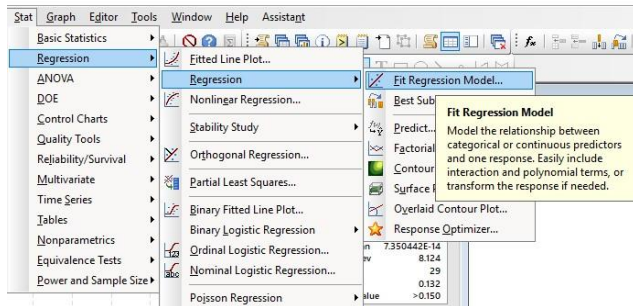 Stat Graph Editor Tools Window Help Assistant
Basic Statistics
Regression
ANOVA
DOE
Control Charts
Quality Tools
Reliability/Survival
Multivariate
Time Series
Tables
Nonparametrics
Equivalence Tests
Power and Sample Size
Fitted Line Plot...
Regression
Nonlinear Regression...
Stability Study
Orthogonal Regression...
Partial Least Squares...
Binary Fitted Line Plot...
Binary Logistic Regression
Ordinal Logistic Regression...
Nominal Logistic Regression...
Poisson Regression
Fit Regression Model...
Best Sub
Predict...
Factorial
Contour
Surface P
Overlaid Contour Plot...
Response Optimizer...
Fit Regression Model
Model the relationship between
categorical or continuous predictors
and one response. Easily include
interaction and polynomial terms, or
transform the response if needed.
7.350442E-14
8.124
29
0.132
>0.150